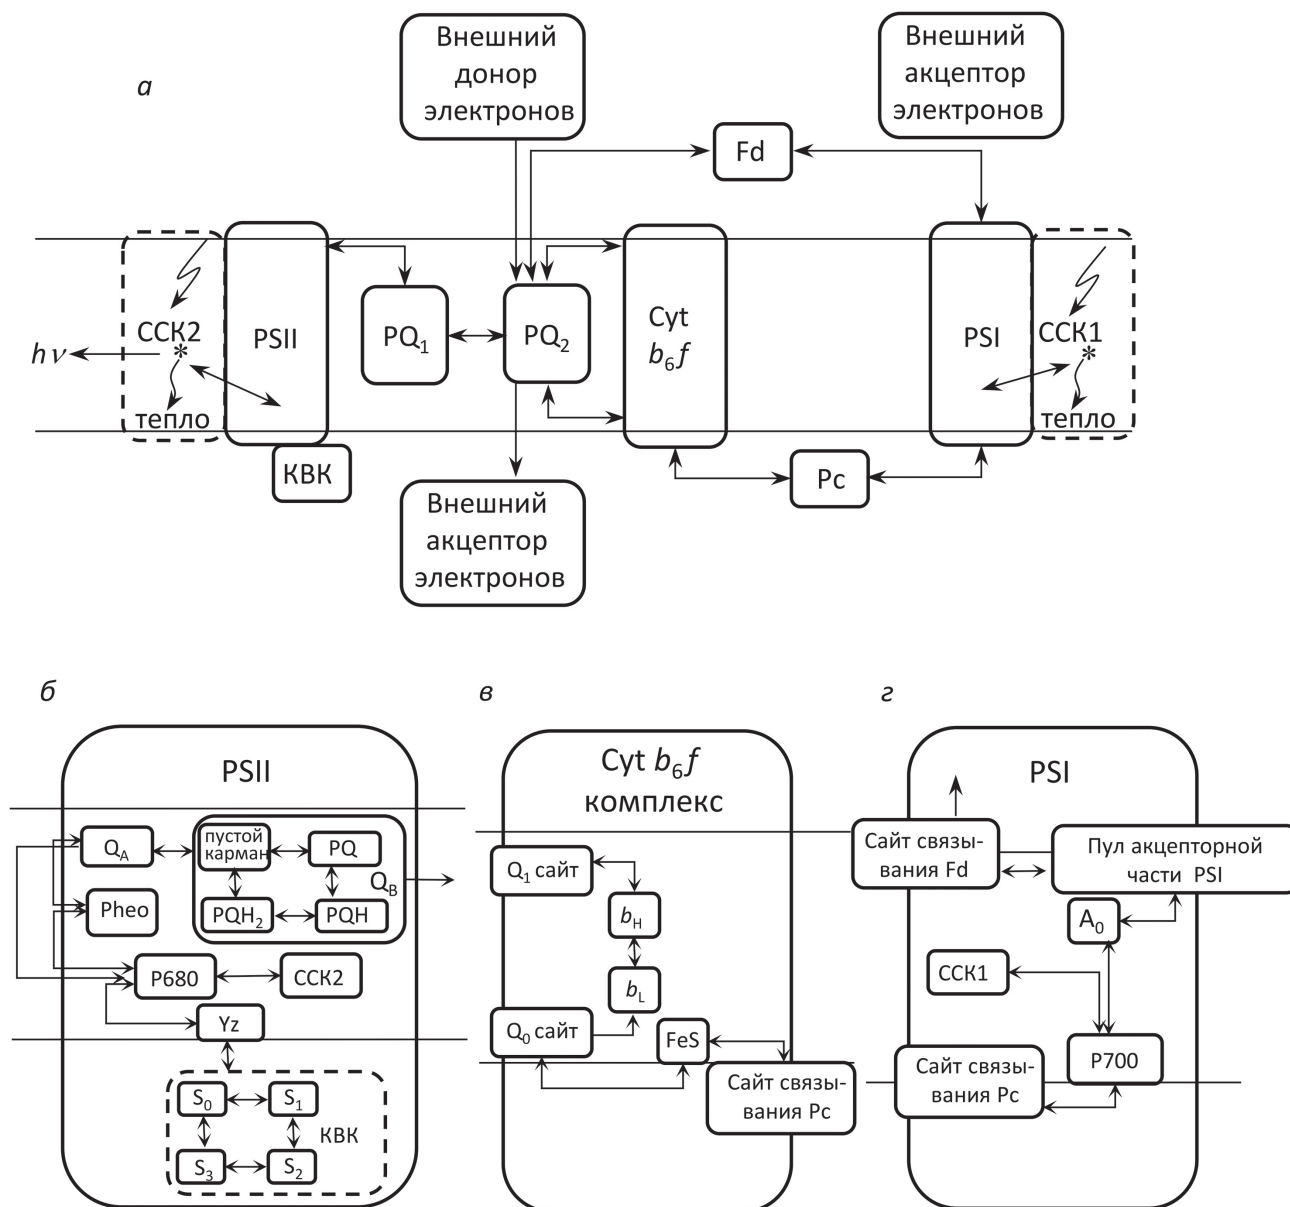 а
Внешний
донор
электронов
Внешний
акцептор
электронов
Fd
ССК2
*
hν
тепло
PSII
КВК
PQ1
PQ2
Cyt
b6f
PSI
ССК1
*
тепло
Pc
Внешний
акцептор
электронов
б
PSII
QA
пустой
карман
PQ
QB
PQH2
PQH
Pheo
P680
ССК2
Yz
S0
S1
КВК
S3
S2
в
Cyt b6f
комплекс
Q1 сайт
bH
bL
Q0 сайт
FeS
Сайт связы-
вания Pc
г
PSI
Сайт связы-
вания Fd
Пул акцепторной
части PSI
A0
ССК1
P700
Сайт связы-
вания Pc